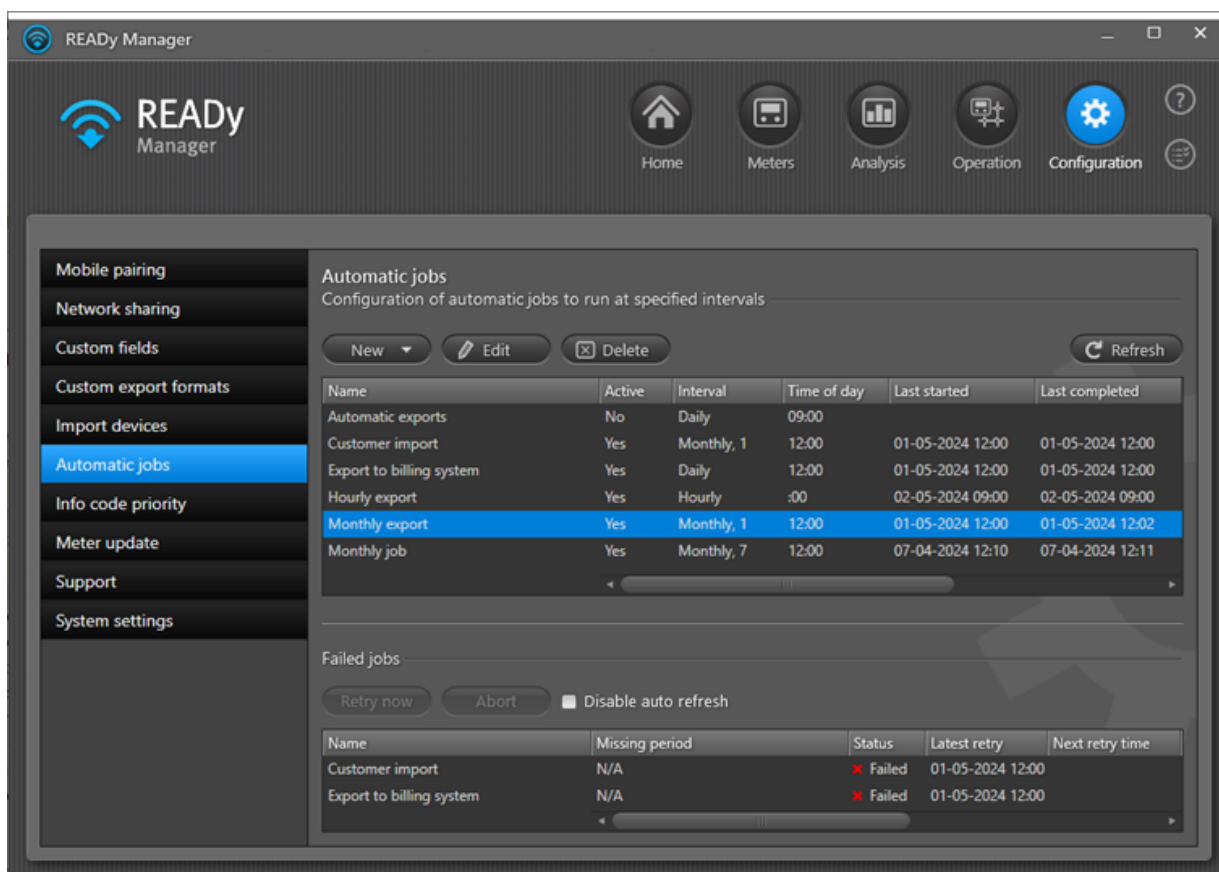 READy Manager
READy
Manager
Home Meters Analysis Operation Configuration
Mobile pairing
Network sharing
Custom fields
Custom export formats
Import devices
Automatic jobs
Info code priority
Meter update
Support
System settings
Automatic jobs
Configuration of automatic jobs to run at specified intervals
New Edit Delete Refresh
Name Active Interval Time of day Last started Last completed
Automatic exports No Daily 09:00
Customer import Yes Monthly, 1 12:00 01-05-2024 12:00 01-05-2024 12:00
Export to billing system Yes Daily 12:00 01-05-2024 12:00 01-05-2024 12:00
Hourly export Yes Hourly :00 02-05-2024 09:00 02-05-2024 09:00
Monthly export Yes Monthly, 1 12:00 01-05-2024 12:00 01-05-2024 12:02
Monthly job Yes Monthly, 7 12:00 07-04-2024 12:10 07-04-2024 12:11
Failed jobs
Retry now Abort Disable auto refresh
Name Missing period Status Latest retry Next retry time
Customer import N/A Failed 01-05-2024 12:00
Export to billing system N/A Failed 01-05-2024 12:00